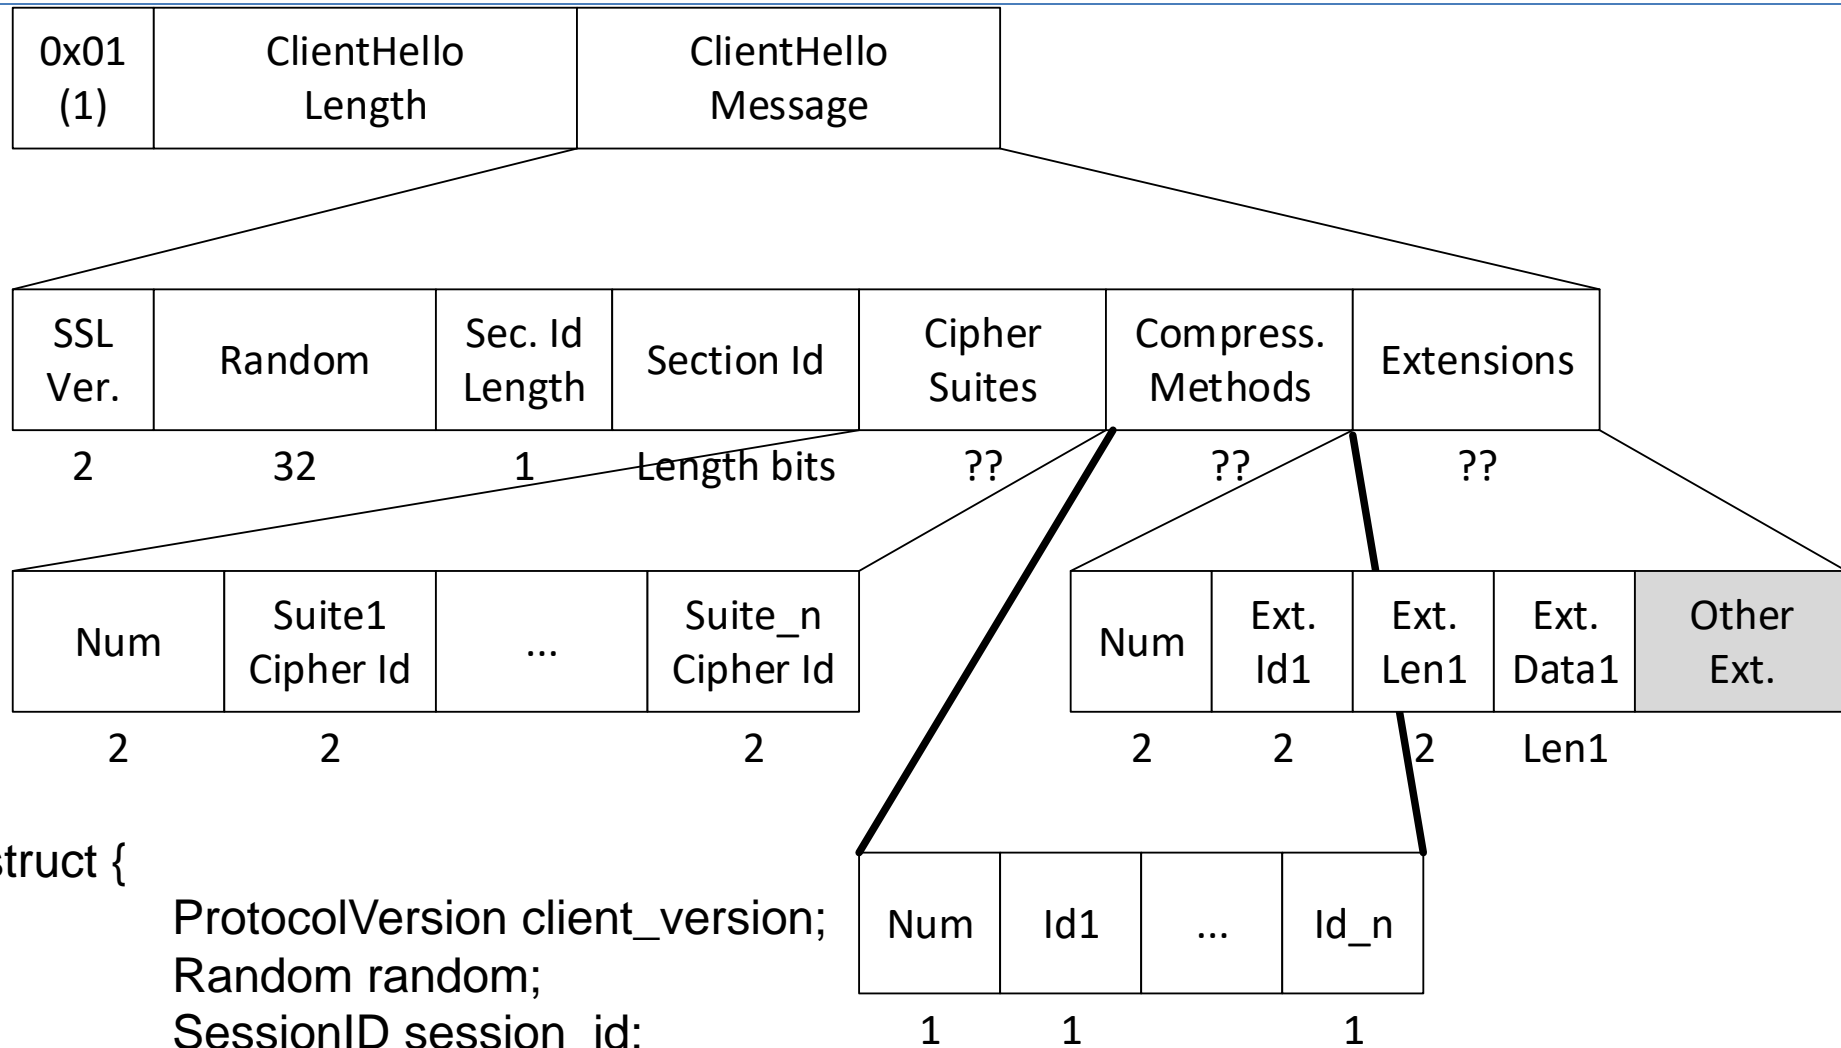 0x01
(1)
ClientHello
Length
ClientHello
Message
SSL
Ver.
Random
Sec. Id
Length
Section Id
Cipher
Suites
Compress.
Methods
Extensions
2
32
1
Length bits
??
??
??
Num
Suite1
Cipher Id
...
Suite_n
Cipher Id
Num
Ext.
Id1
Ext.
Len1
Ext.
Data1
Other
Ext.
2
2
2
2
2
2
Len1
struct {
ProtocolVersion client_version;
Random random;
SessionID session_id;
Num
Id1
...
Id_n
1
1
1